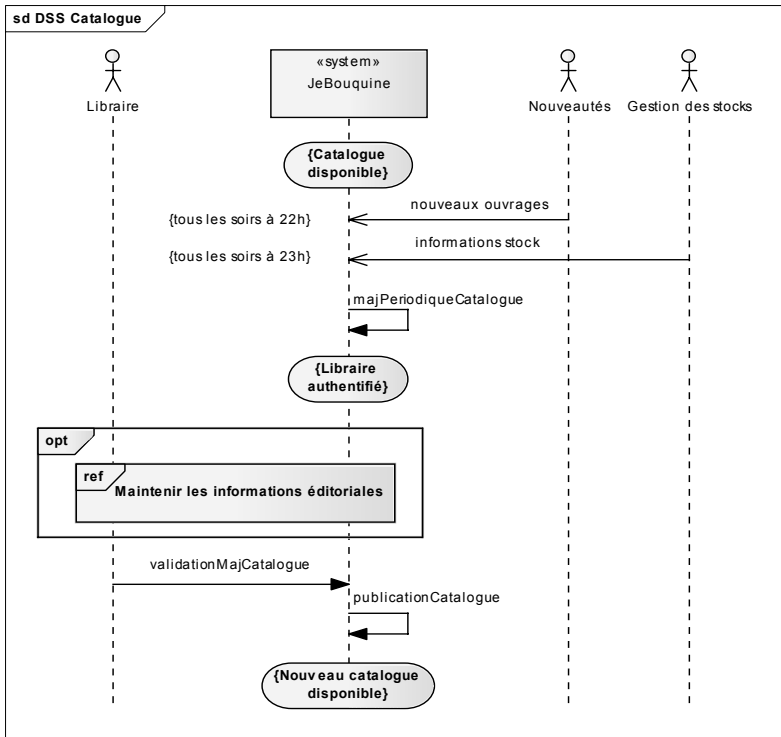 sd DSS Catalogue
«system»
JeBouquine
Libraire
Nouveautés
Gestion des stocks
{Catalogue
disponible}
nouveaux ouvrages
{tous les soirs à 22h}
informations stock
{tous les soirs à 23h}
majPeriodiqueCatalogue
{Libraire
authentifié}
opt
ref
Maintenir les informations éditoriales
validationMajCatalogue
publicationCatalogue
{Nouveau catalogue
disponible}